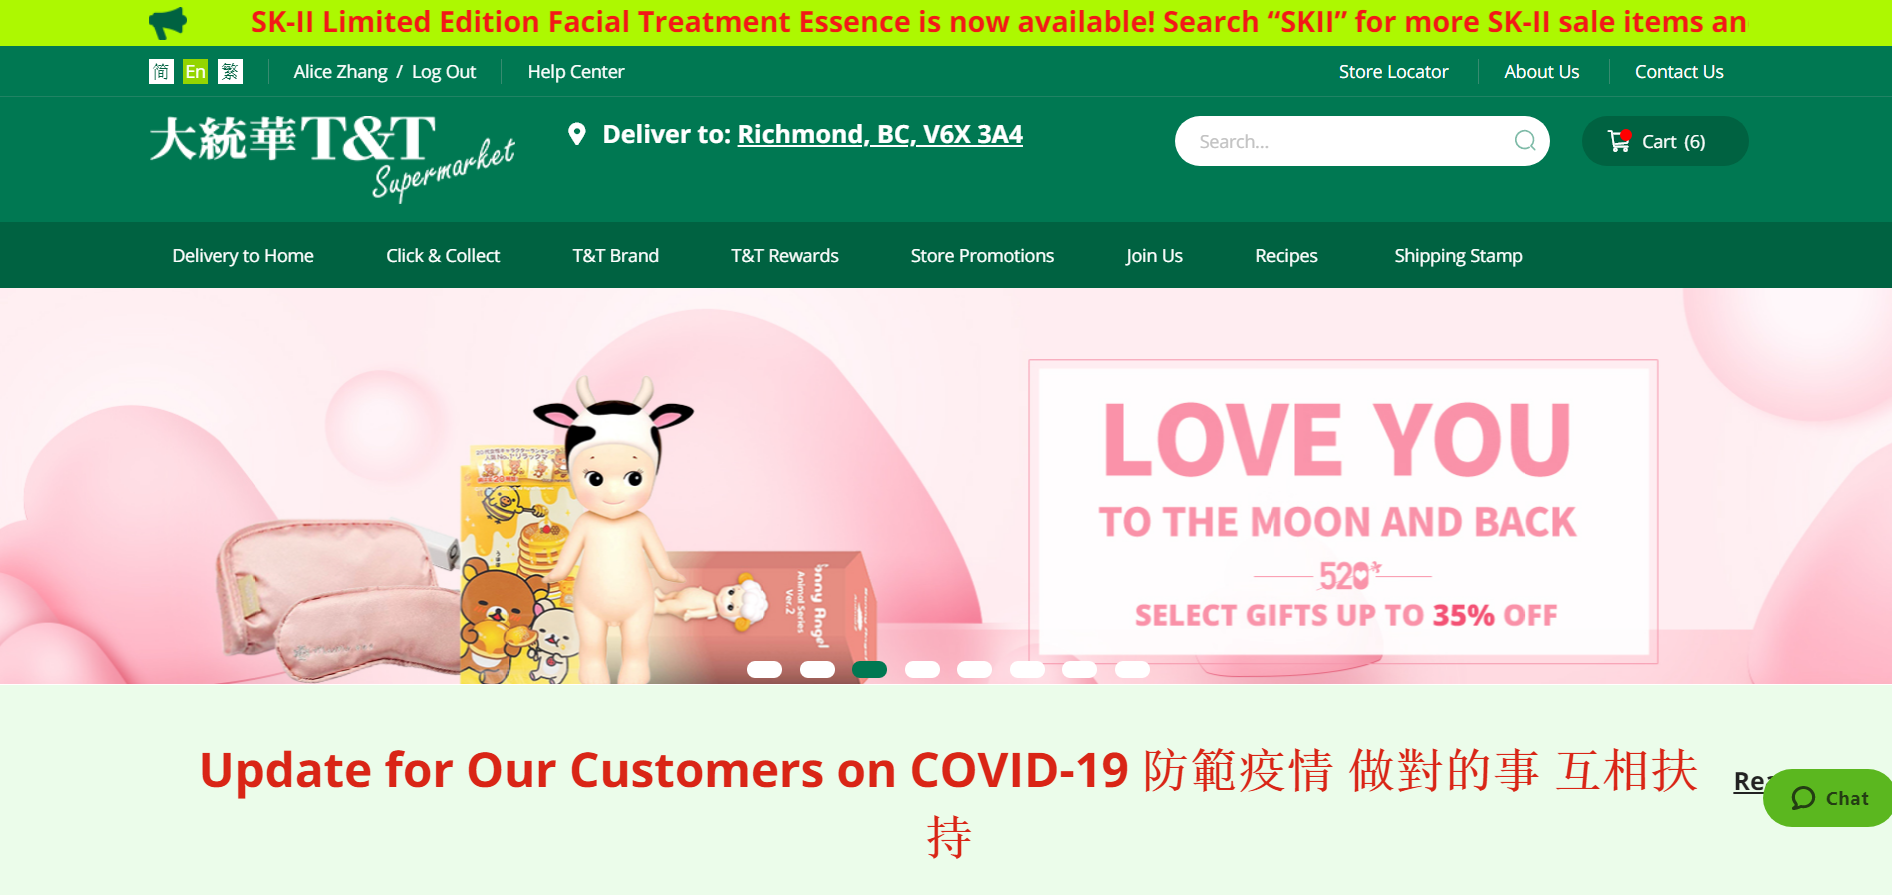 SK-II Limited Edition Facial Treatment Essence is now available! Search “SKII” for more SK-II sale items an
简 En 繁 Alice Zhang / Log Out Help Center Store Locator About Us Contact Us
大統華T&T Supermarket
Deliver to: Richmond, BC, V6X 3A4
Search...
Cart (6)
Delivery to Home Click & Collect T&T Brand T&T Rewards Store Promotions Join Us Recipes Shipping Stamp
LOVE YOU
TO THE MOON AND BACK
520
SELECT GIFTS UP TO 35% OFF
Animal Series
Ver.2
Update for Our Customers on COVID-19 防範疫情 做對的事 互相扶
持
Chat